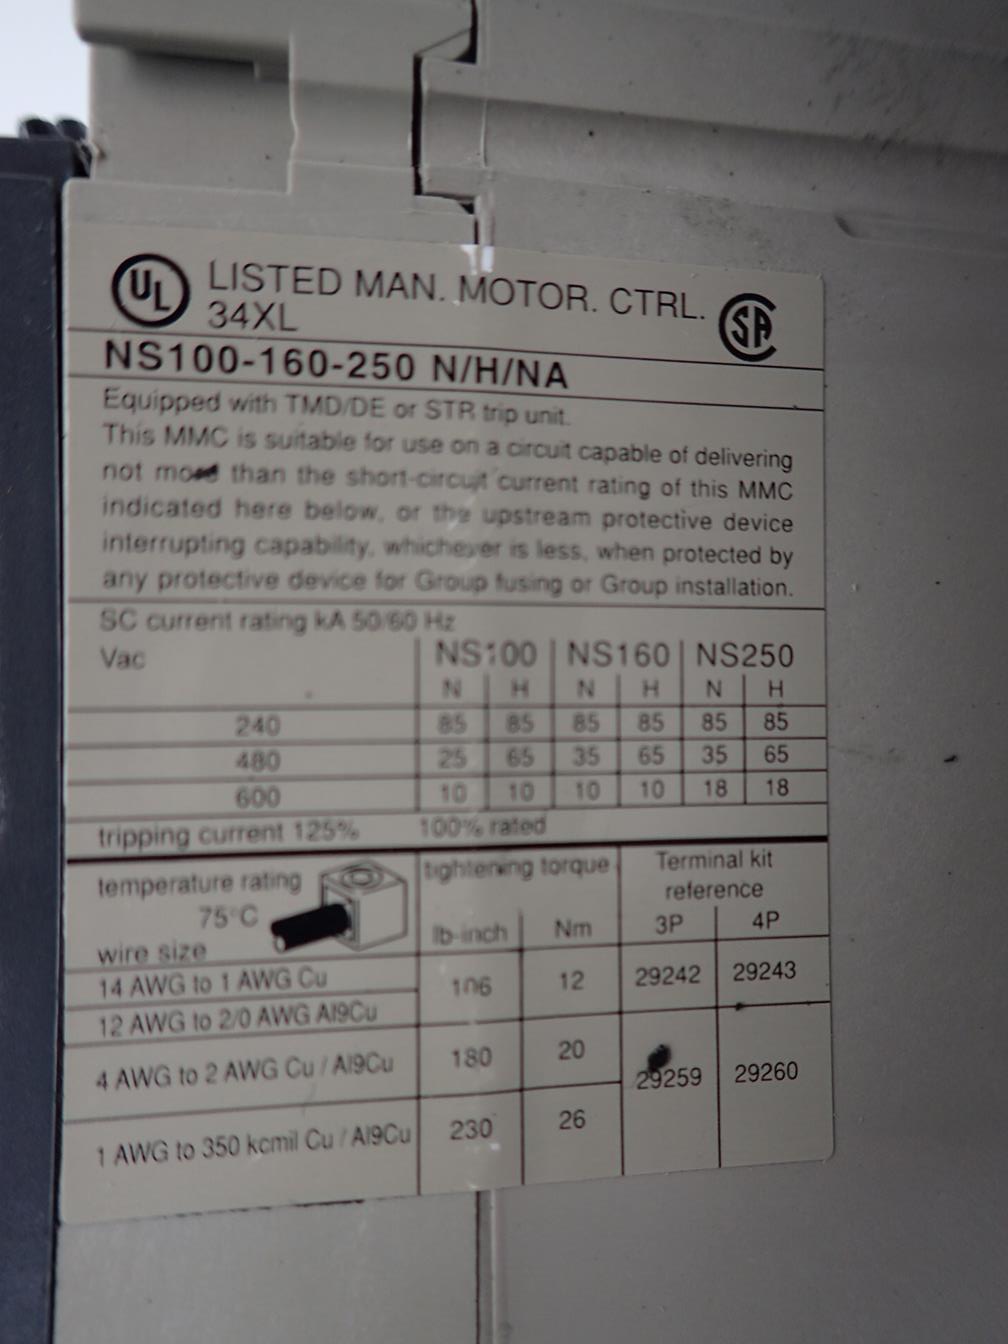 UL LISTED MAN. MOTOR. CTRL. SA
34XL
NS100-160-250 N/H/NA
Equipped with TMD/DE or STR trip unit.
This MMC is suitable for use on a circuit capable of delivering
not more than the short-circuit current rating of this MMC
indicated here below, or the upstream protective device
interrupting capability, whichever is less, when protected by
any protective device for Group fusing or Group installation.
SC current rating kA 50/60 Hz
Vac NS100 NS160 NS250
N H N H N H
240 85 85 85 85 85 85
480 25 65 35 65 35 65
600 10 10 10 10 18 18
tripping current 125% 100% rated
temperature rating tightening torque Terminal kit
75°C reference
wire size lb-inch Nm 3P 4P
14 AWG to 1 AWG Cu 106 12 29242 29243
12 AWG to 2/0 AWG Al9Cu
4 AWG to 2 AWG Cu / Al9Cu 180 20 29259 29260
1 AWG to 350 kcmil Cu / Al9Cu 230 26